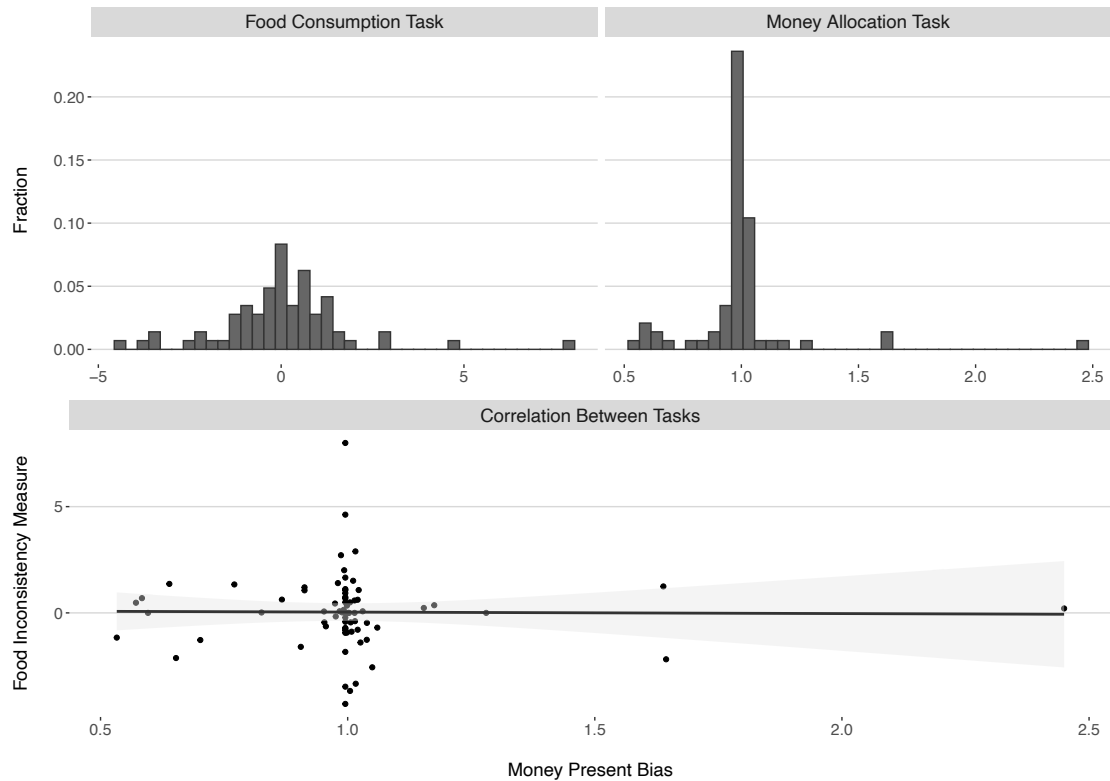 Food Consumption Task
Money Allocation Task
Fraction
0.20
0.15
0.10
0.05
0.00
−5 0 5
0.5 1.0 1.5 2.0 2.5
Correlation Between Tasks
Food Inconsistency Measure
5
0
0.5 1.0 1.5 2.0 2.5
Money Present Bias